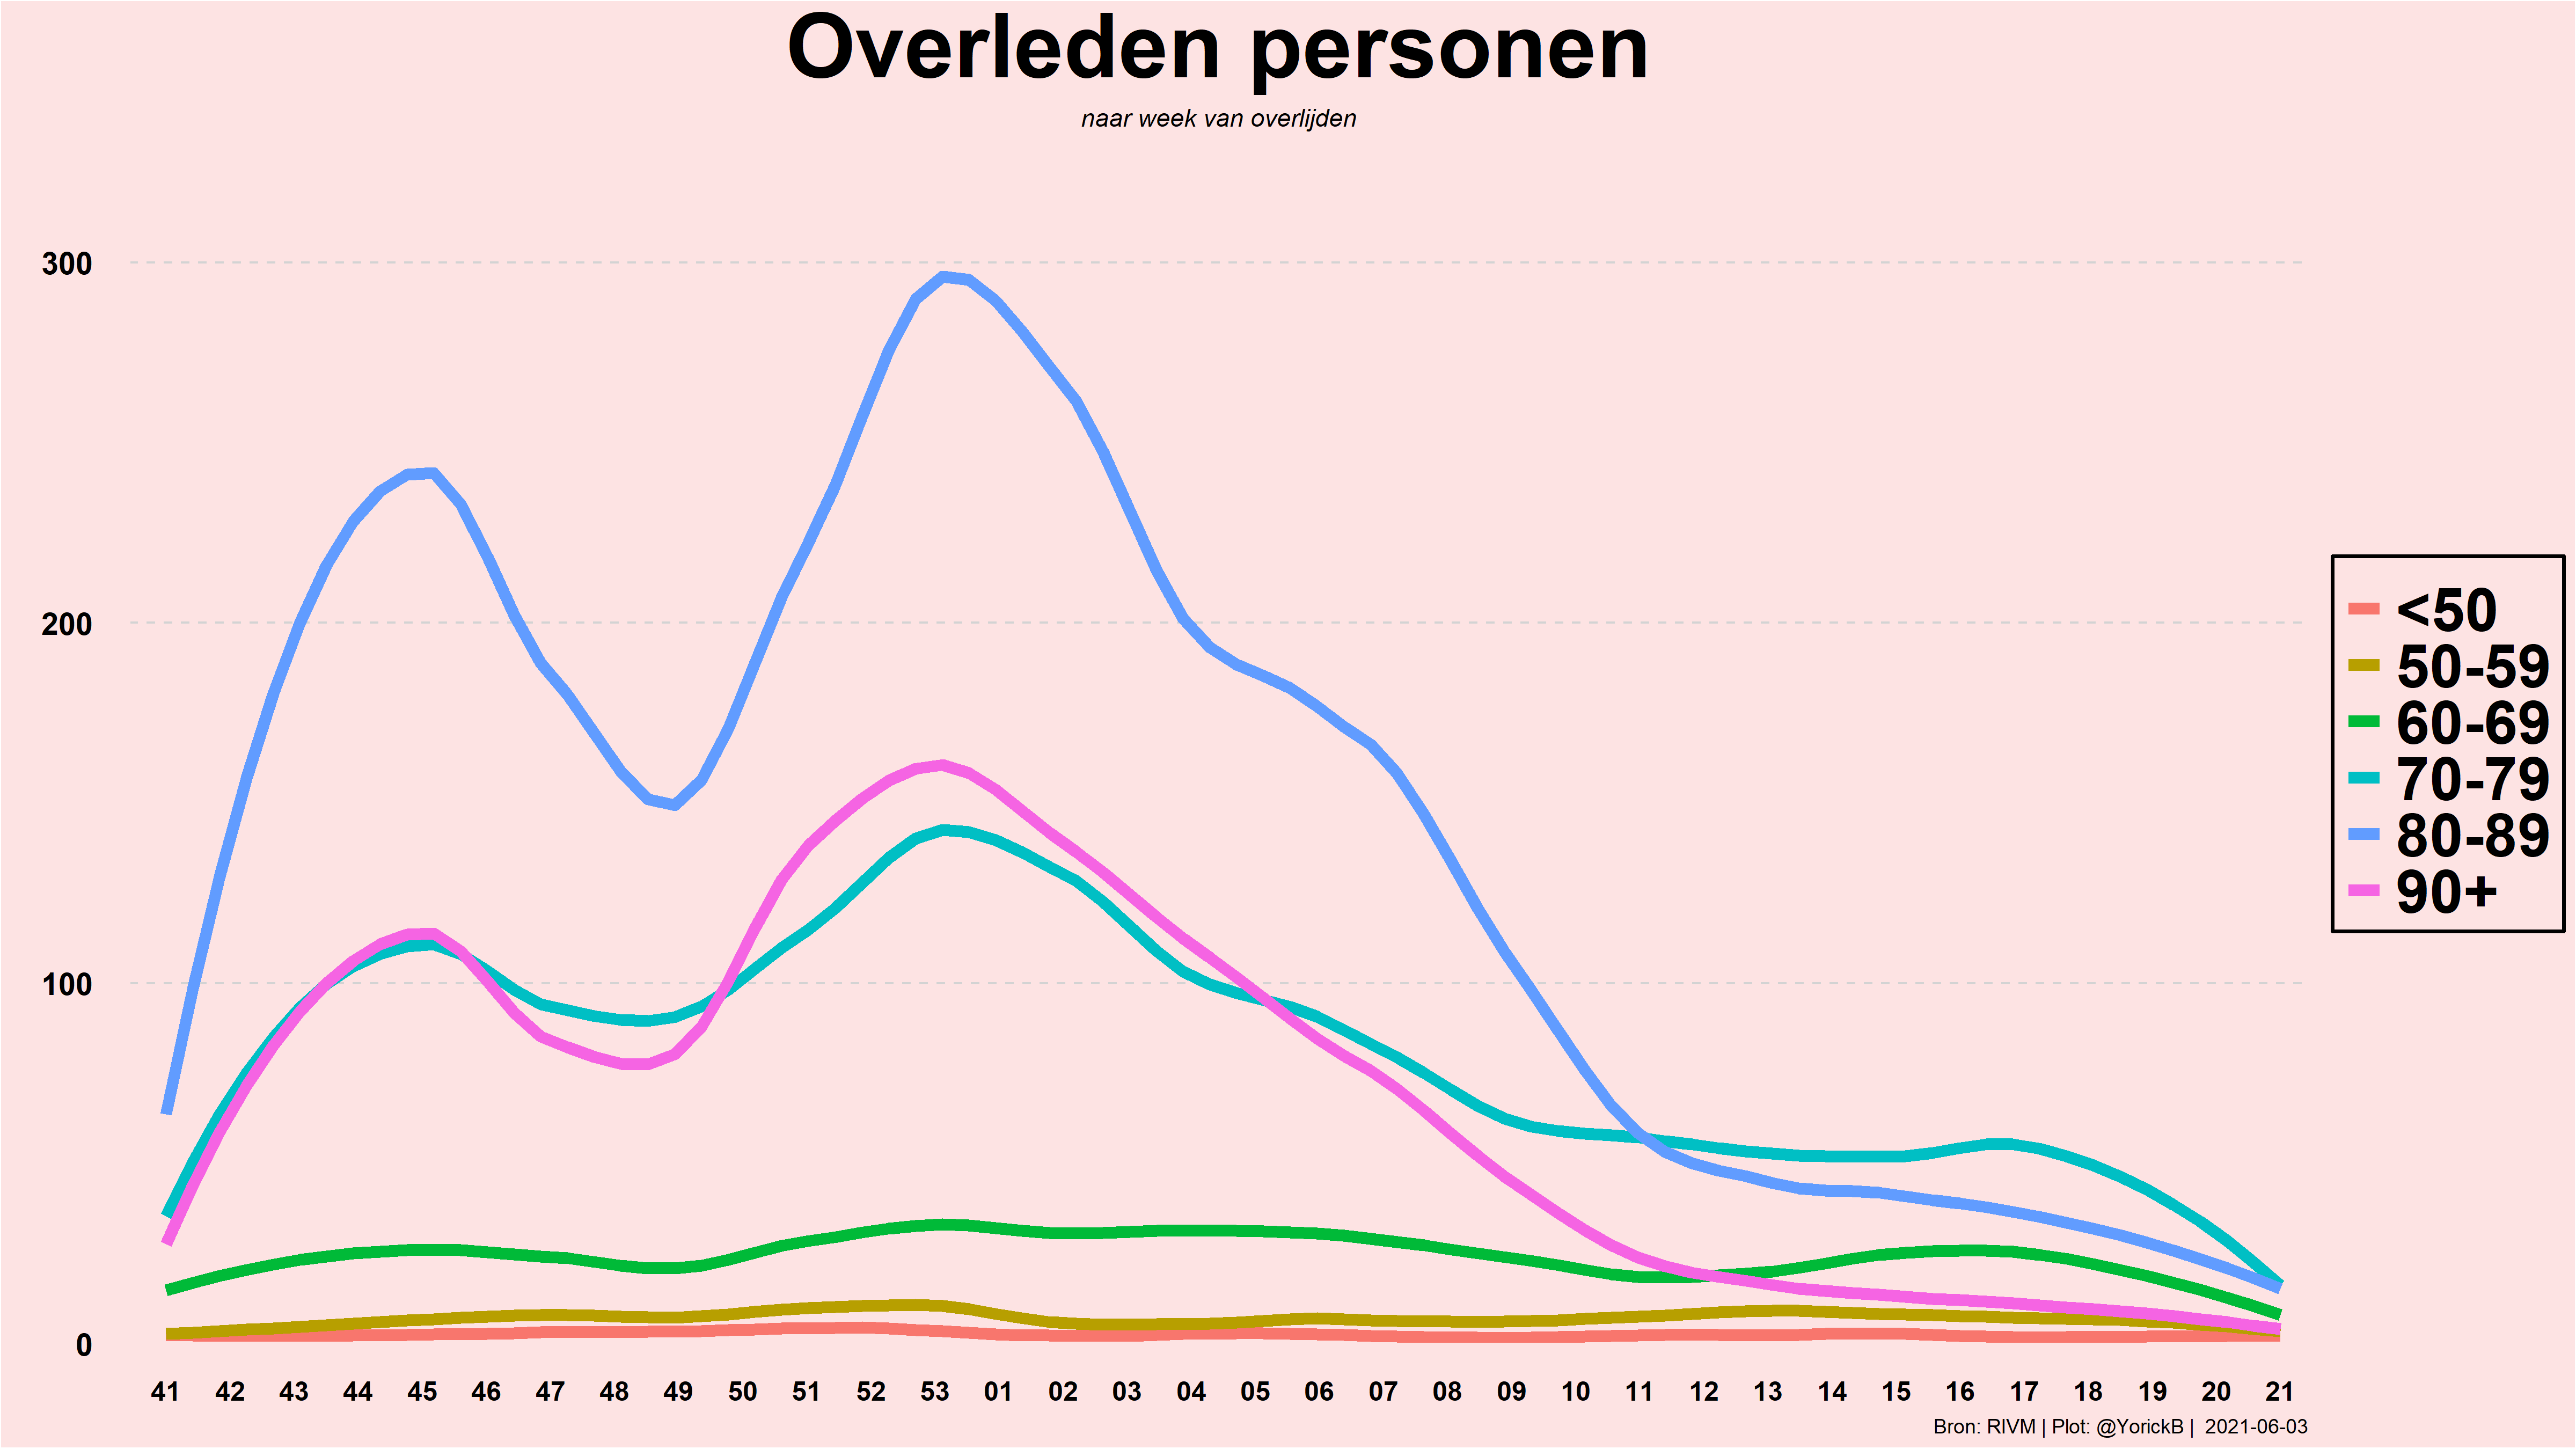 Overleden personen
naar week van overlijden
300
200
100
0
41 42 43 44 45 46 47 48 49 50 51 52 53 01 02 03 04 05 06 07 08 09 10 11 12 13 14 15 16 17 18 19 20 21
<50
50-59
60-69
70-79
80-89
90+
Bron: RIVM | Plot: @YorickB | 2021-06-03